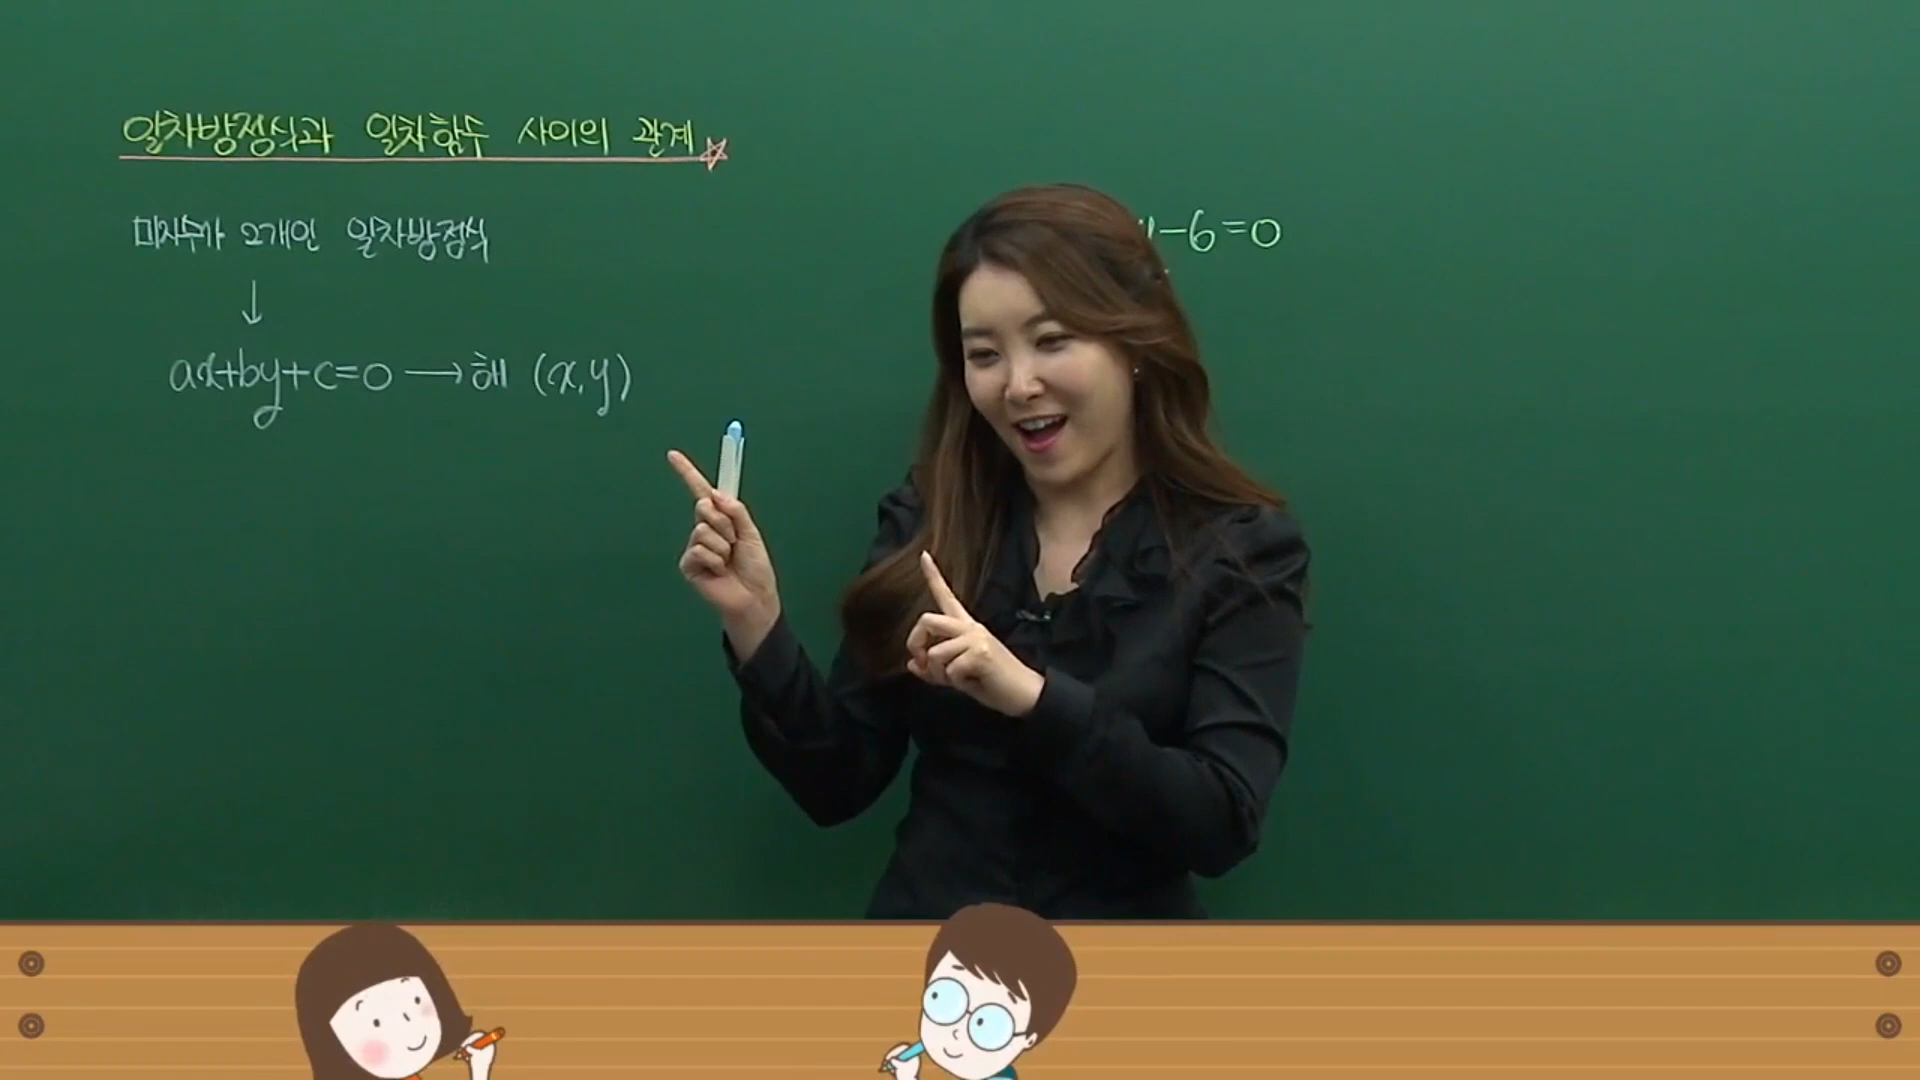 일차방정식과 일차함수 사이의 관계
미지수가 2개인 일차방정식
↓
ax+by+c=0 → 해 (x,y)
-6=0